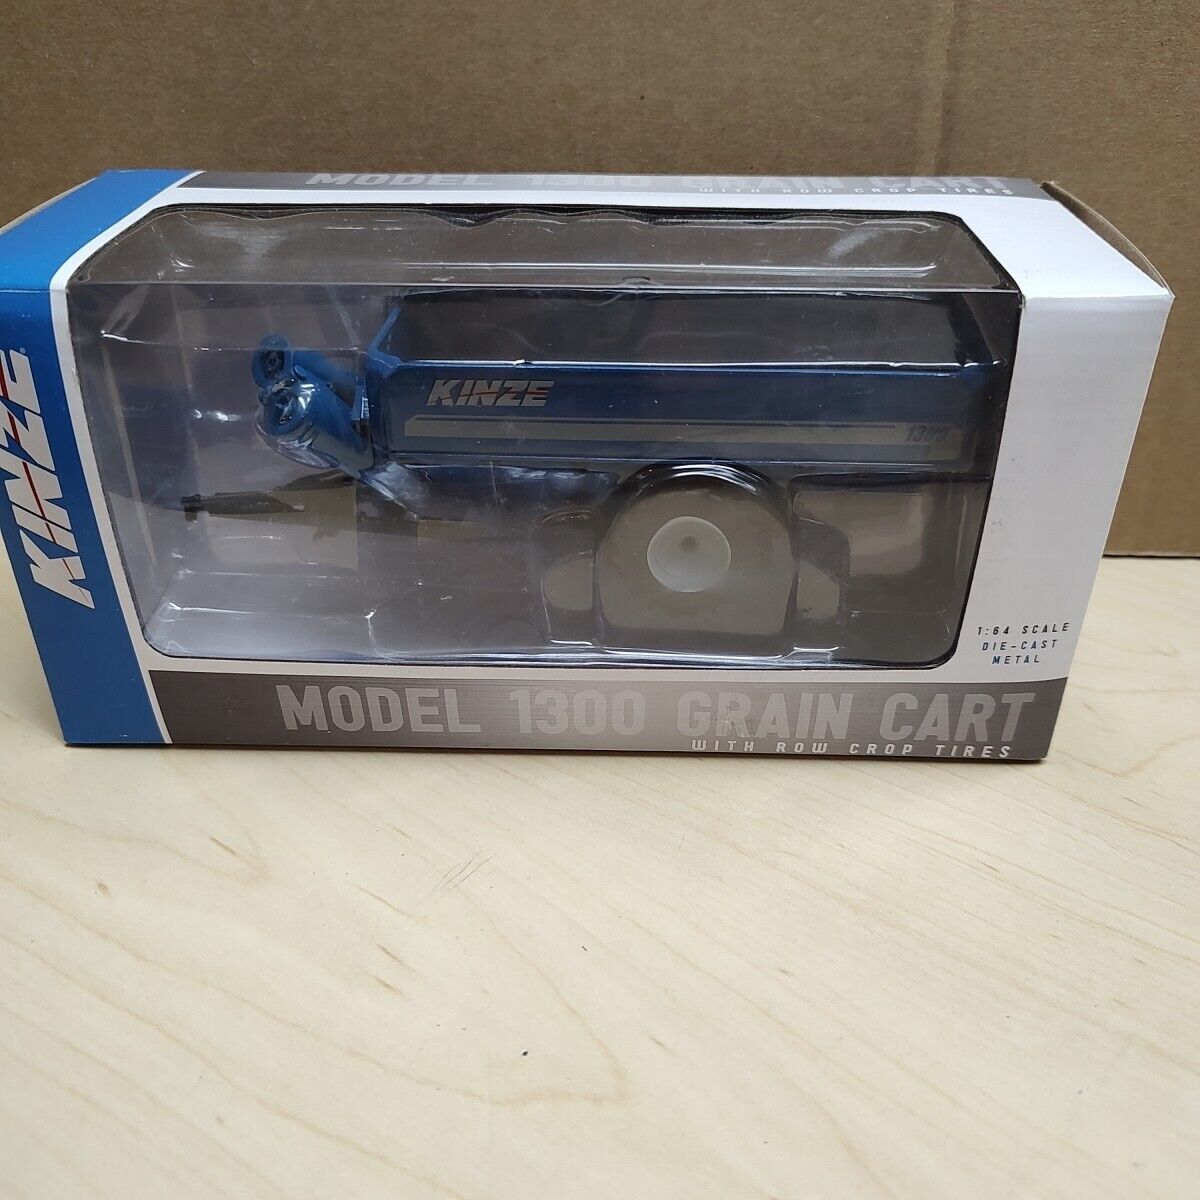 MODEL 1300 GRAIN CART
WITH ROW CROP TIRES
KINZE
KINZE
1300
1:64 SCALE
DIE-CAST
METAL
MODEL 1300 GRAIN CART
WITH ROW CROP TIRES